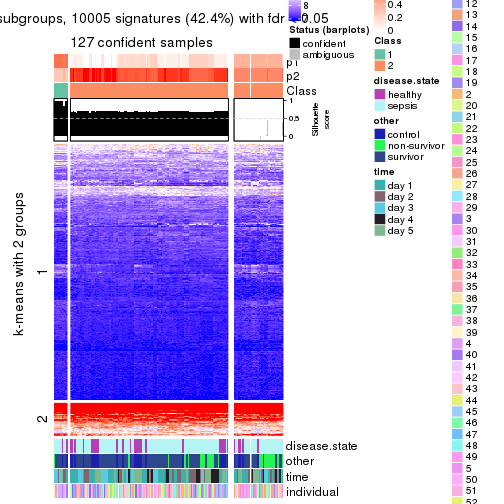 subgroups, 10005 signatures (42.4%) with fdr < 0.05
127 confident samples
p1
p2
Class
1
0.5
0
Silhouette
score
k-means with 2 groups
1
2
disease.state
other
time
individual
8
0
Status (barplots)
confident
ambiguous
0.4
0.2
0
Class
1
2
disease.state
healthy
sepsis
other
control
non-survivor
survivor
time
day 1
day 2
day 3
day 4
day 5
12
13
14
15
16
17
18
19
2
20
21
22
23
24
25
26
27
28
29
3
30
31
32
33
34
35
36
37
38
39
4
40
41
42
43
44
45
46
47
48
49
5
50
51
52